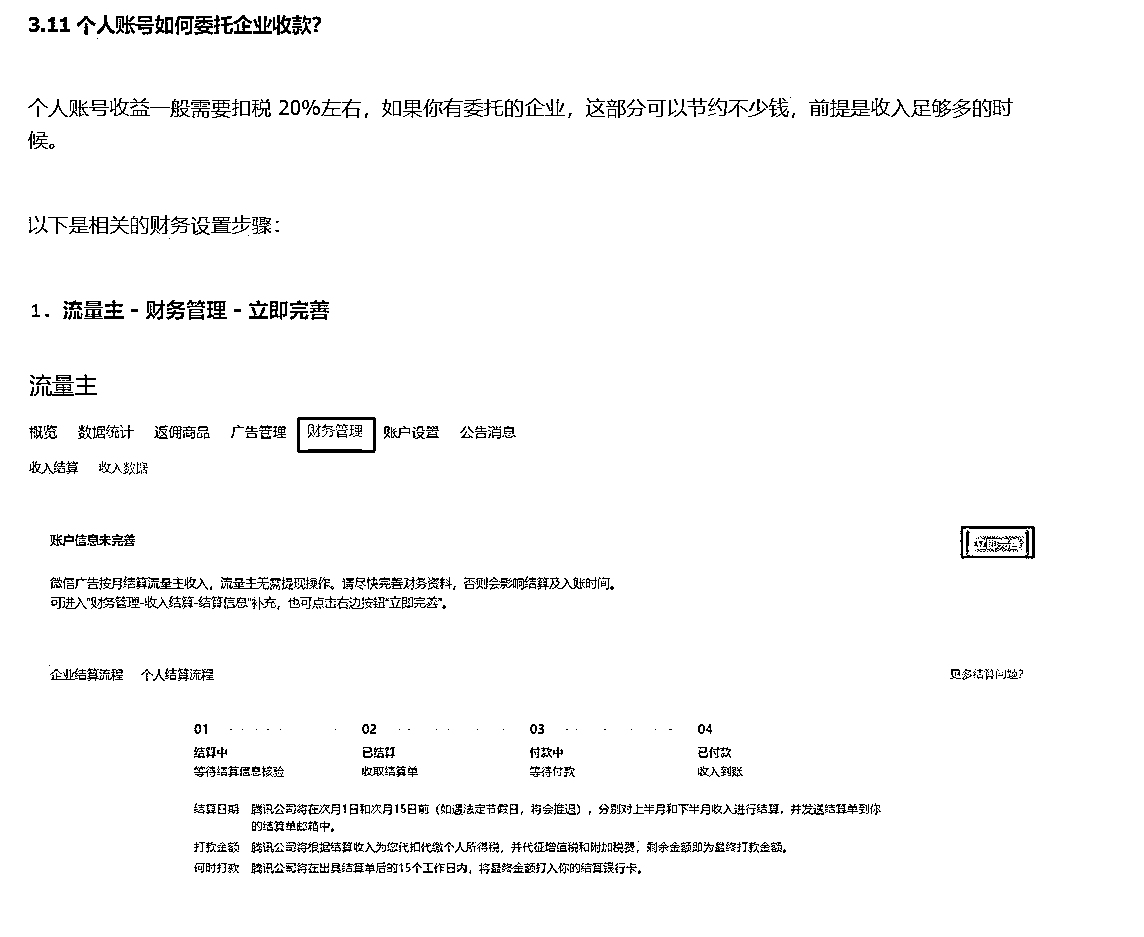 3.11 个人账号如何委托企业收款？
个人账号收益一般需要扣税 20%左右，如果你有委托的企业，这部分可以节约不少钱，前提是收入足够多的时
候。
以下是相关的财务设置步骤：
1. 流量主 - 财务管理 - 立即完善
流量主
概览 数据统计 返佣商品 广告管理 财务管理 账户设置 公告消息
收入结算 收入数据
账户信息未完善
立即完善
微信广告按月结算流量主收入，流量主无需提现操作。请尽快完善财务资料，否则会影响结算及入账时间。
可进入"财务管理-收入结算-结算信息"补充，也可点击右边按钮"立即完善"。
企业结算流程 个人结算流程 更多结算问题?
01 02 03 04
结算中 已结算 付款中 已付款
等待结算信息核验 收取结算单 等待付款 收入到账
结算日期 腾讯公司将在次月1日和次月15日前（如遇法定节假日，将会推迟），分别对上半月和下半月收入进行结算，并发送结算单到你
的结算单邮箱中。
打款金额 腾讯公司将根据结算收入为您代扣代缴个人所得税，并代征增值税和附加税费，剩余金额即为最终打款金额。
何时打款 腾讯公司将在出具结算单后的15个工作日内，将最终金额打入你的结算银行卡。